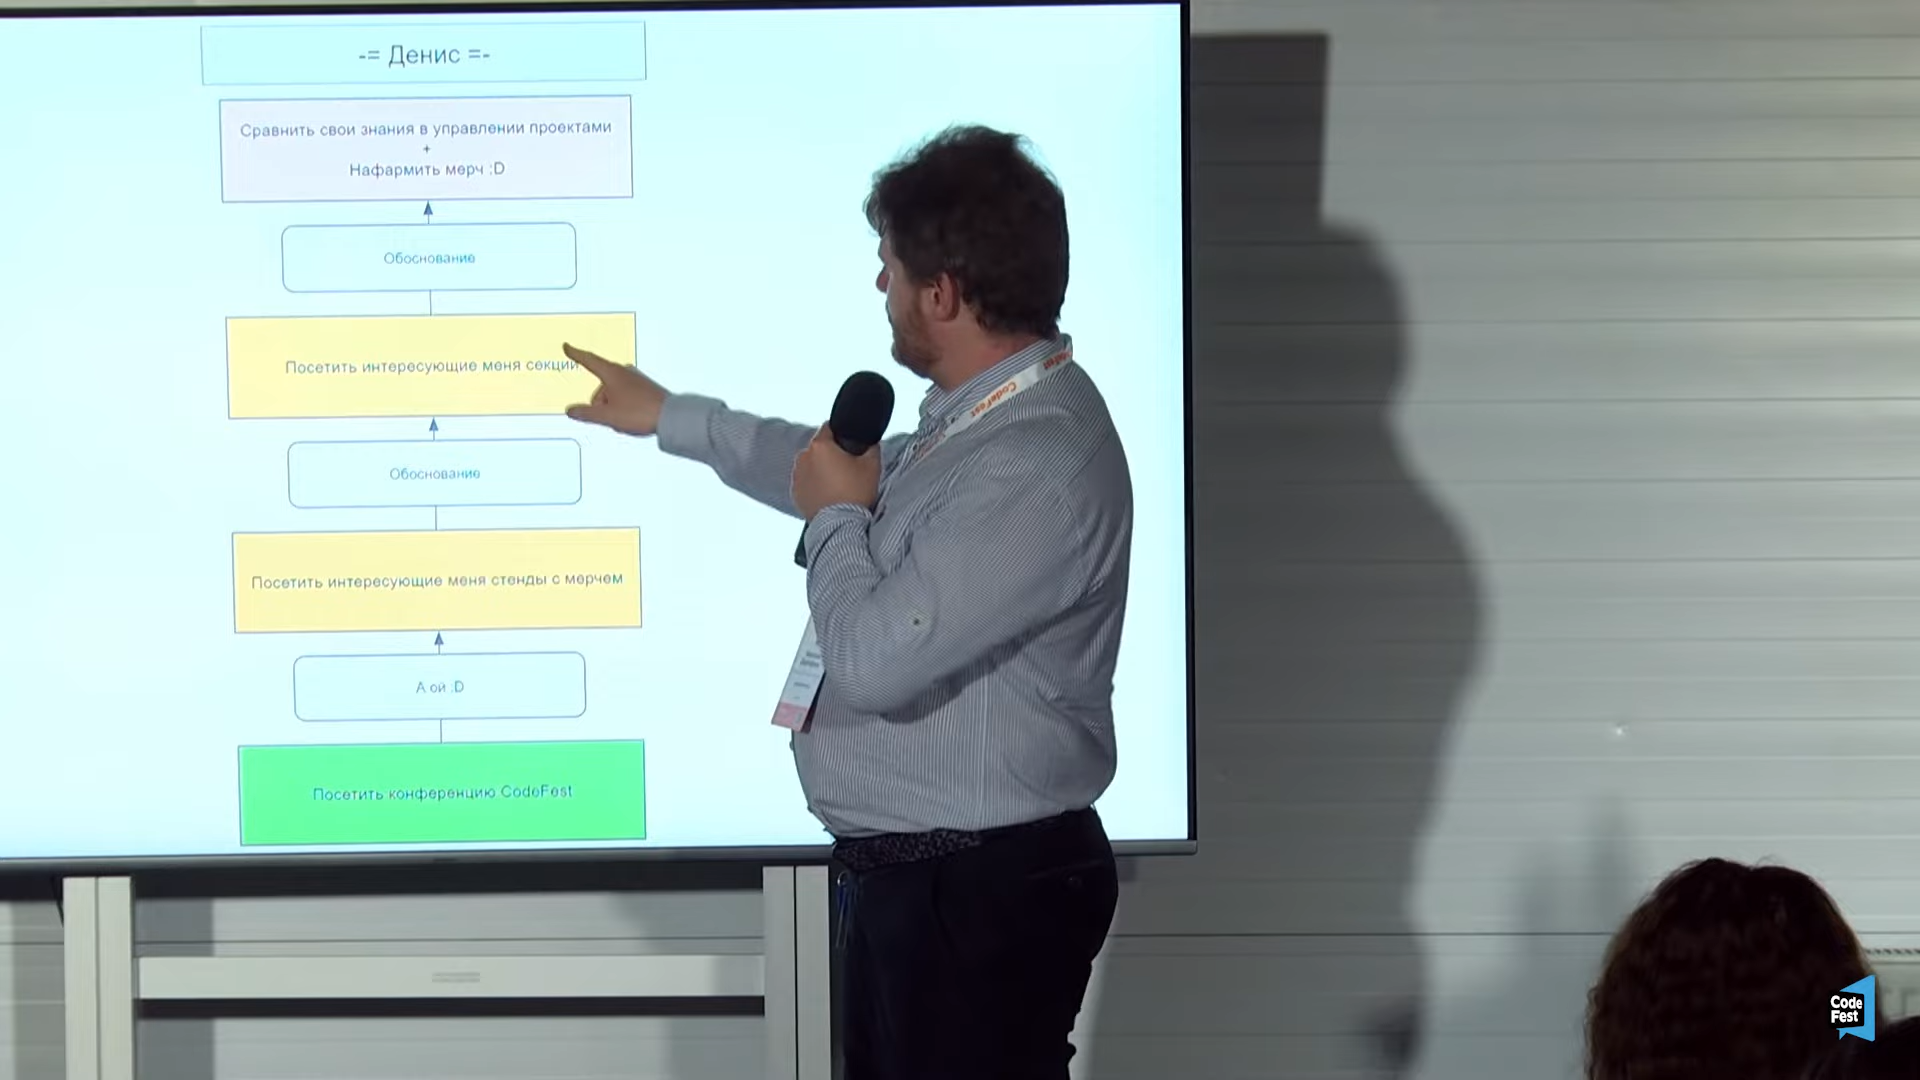 -= Денис =-
Сравнить свои знания в управлении проектами
+
Нафармить мерч :D
Обоснование
Посетить интересующие меня секции
Обоснование
Посетить интересующие меня стенды с мерчем
А ой :D
Посетить конференцию CodeFest
CodeFest
Code
Fest